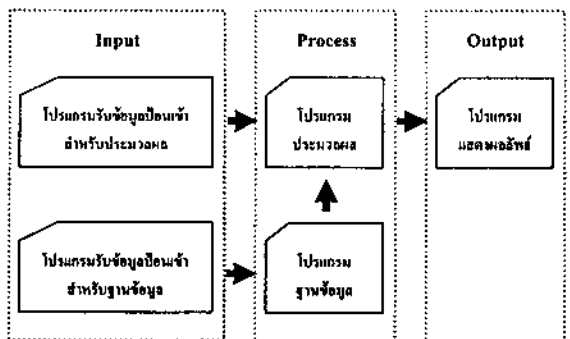 Input
Process
Output
โปรแกรมรับข้อมูลป้อนเข้า
สำหรับประมวลผล
โปรแกรม
ประมวลผล
โปรแกรม
แสดงผลลัพธ์
โปรแกรมรับข้อมูลป้อนเข้า
สำหรับฐานข้อมูล
โปรแกรม
ฐานข้อมูล